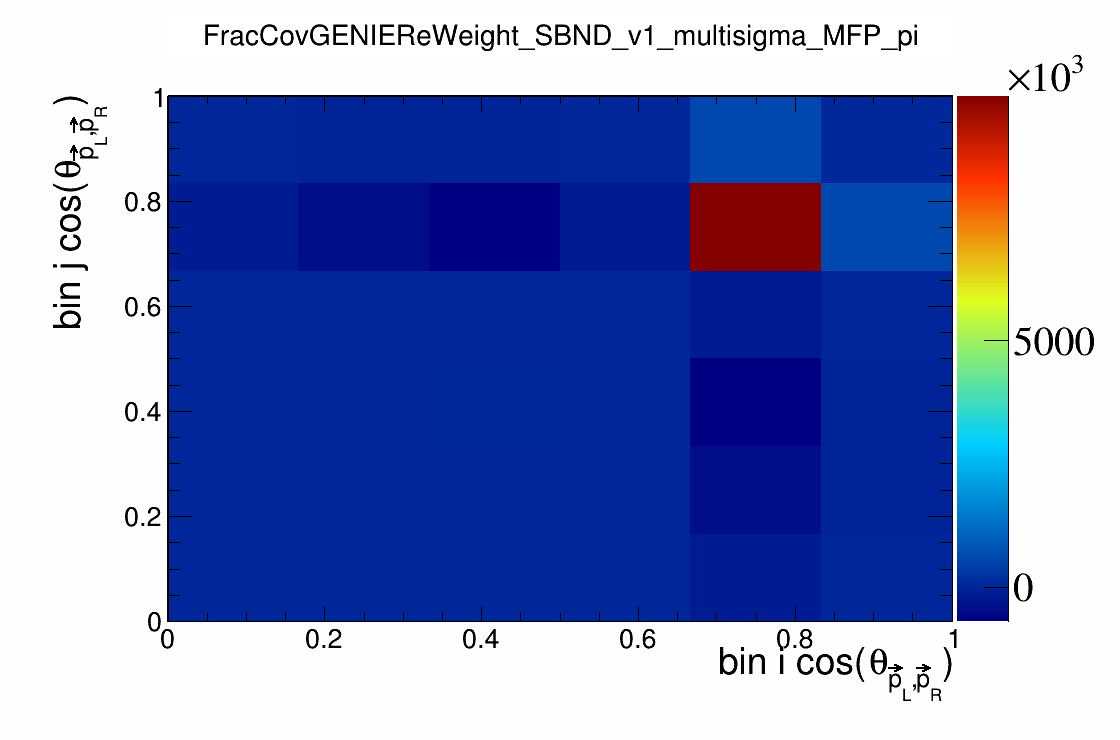 FracCovGENIEReWeight_SBND_v1_multisigma_MFP_pi
×10³
bin j cos(θ_{p⃗_L,p⃗_R})
1
0.8
0.6
0.4
0.2
0
0 0.2 0.4 0.6 0.8 1
bin i cos(θ_{p⃗_L,p⃗_R})
5000
0